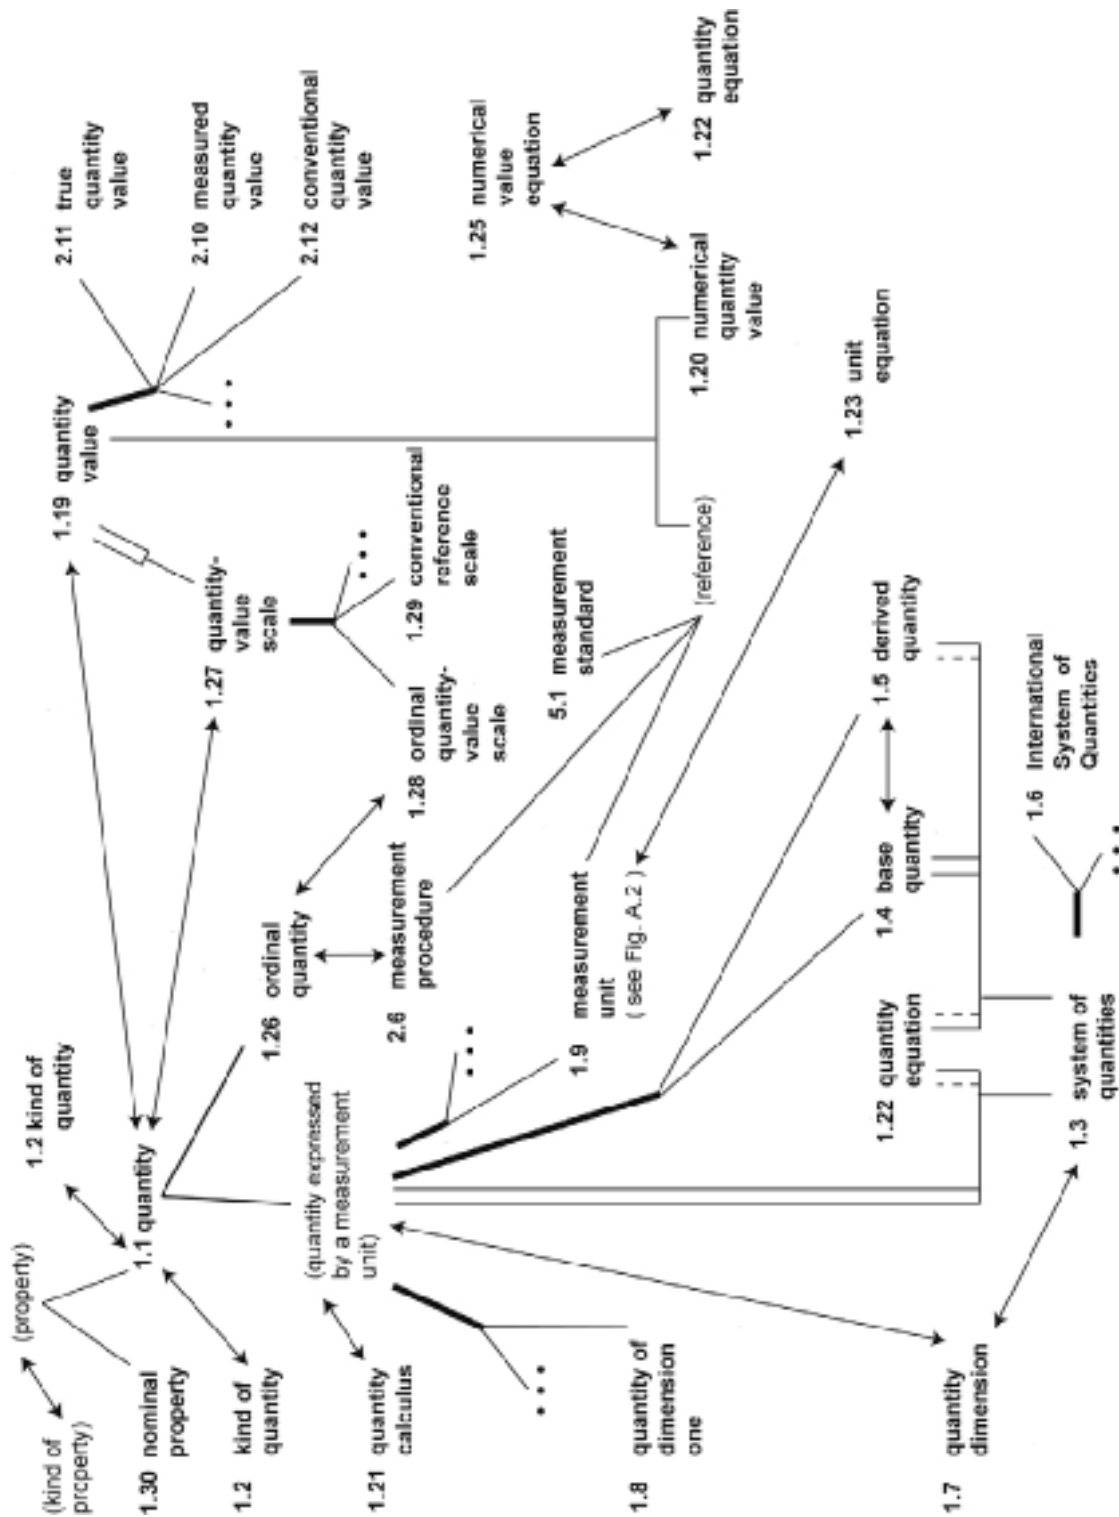 (kind of
property)
(property)
1.2 kind of
quantity
1.30 nominal
property
1.1 quantity
1.2 kind of
quantity
1.19 quantity
value
2.11 true
quantity
value
2.10 measured
quantity
value
2.12 conventional
quantity
value
1.27 quantity-
value
scale
1.26 ordinal
quantity
1.21 quantity
calculus
(quantity expressed
by a measurement
unit)
2.6 measurement
procedure
1.28 ordinal
quantity-
value
scale
1.29 conventional
reference
scale
1.25 numerical
value
equation
1.9 measurement
unit
( see Fig. A.2 )
5.1 measurement
standard
(reference)
1.20 numerical
quantity
value
1.22 quantity
equation
1.8 quantity of
dimension
one
1.23 unit
equation
1.22 quantity
equation
1.4 base
quantity
1.5 derived
quantity
1.7 quantity
dimension
1.3 system of
quantities
1.6 International
System of
Quantities